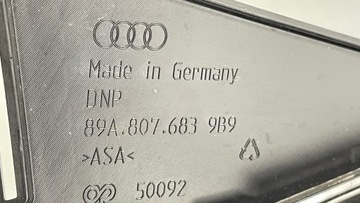 Made in Germany
DNP
89A.807.683 9B9
>ASA<
50092